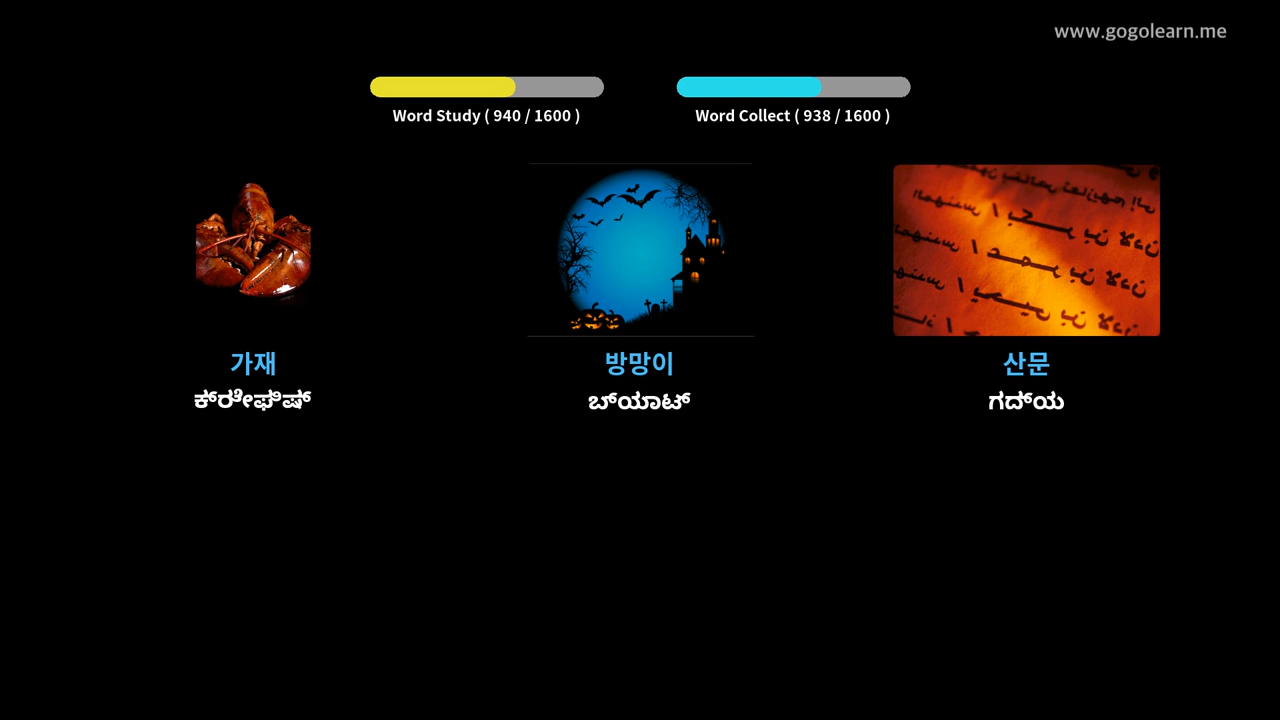 www.gogolearn.me
Word Study ( 940 / 1600 )
Word Collect ( 938 / 1600 )
가재
방망이
산문
ಕ್‌ರೇಫಿಷ್
ಬ್‌ಯಾಟ್
ಗದ್‌ಯ